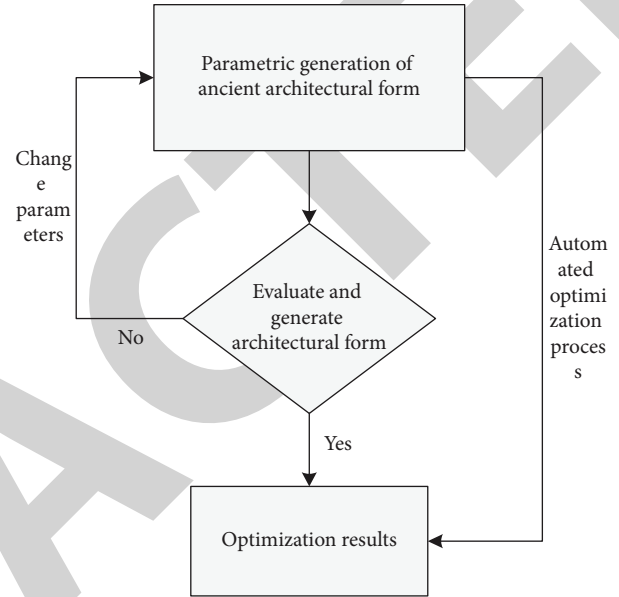 Parametric generation of
ancient architectural form
Chang
e
param
eters
Evaluate and
generate
architectural form
No
Autom
ated
optimi
zation
proces
s
Yes
Optimization results